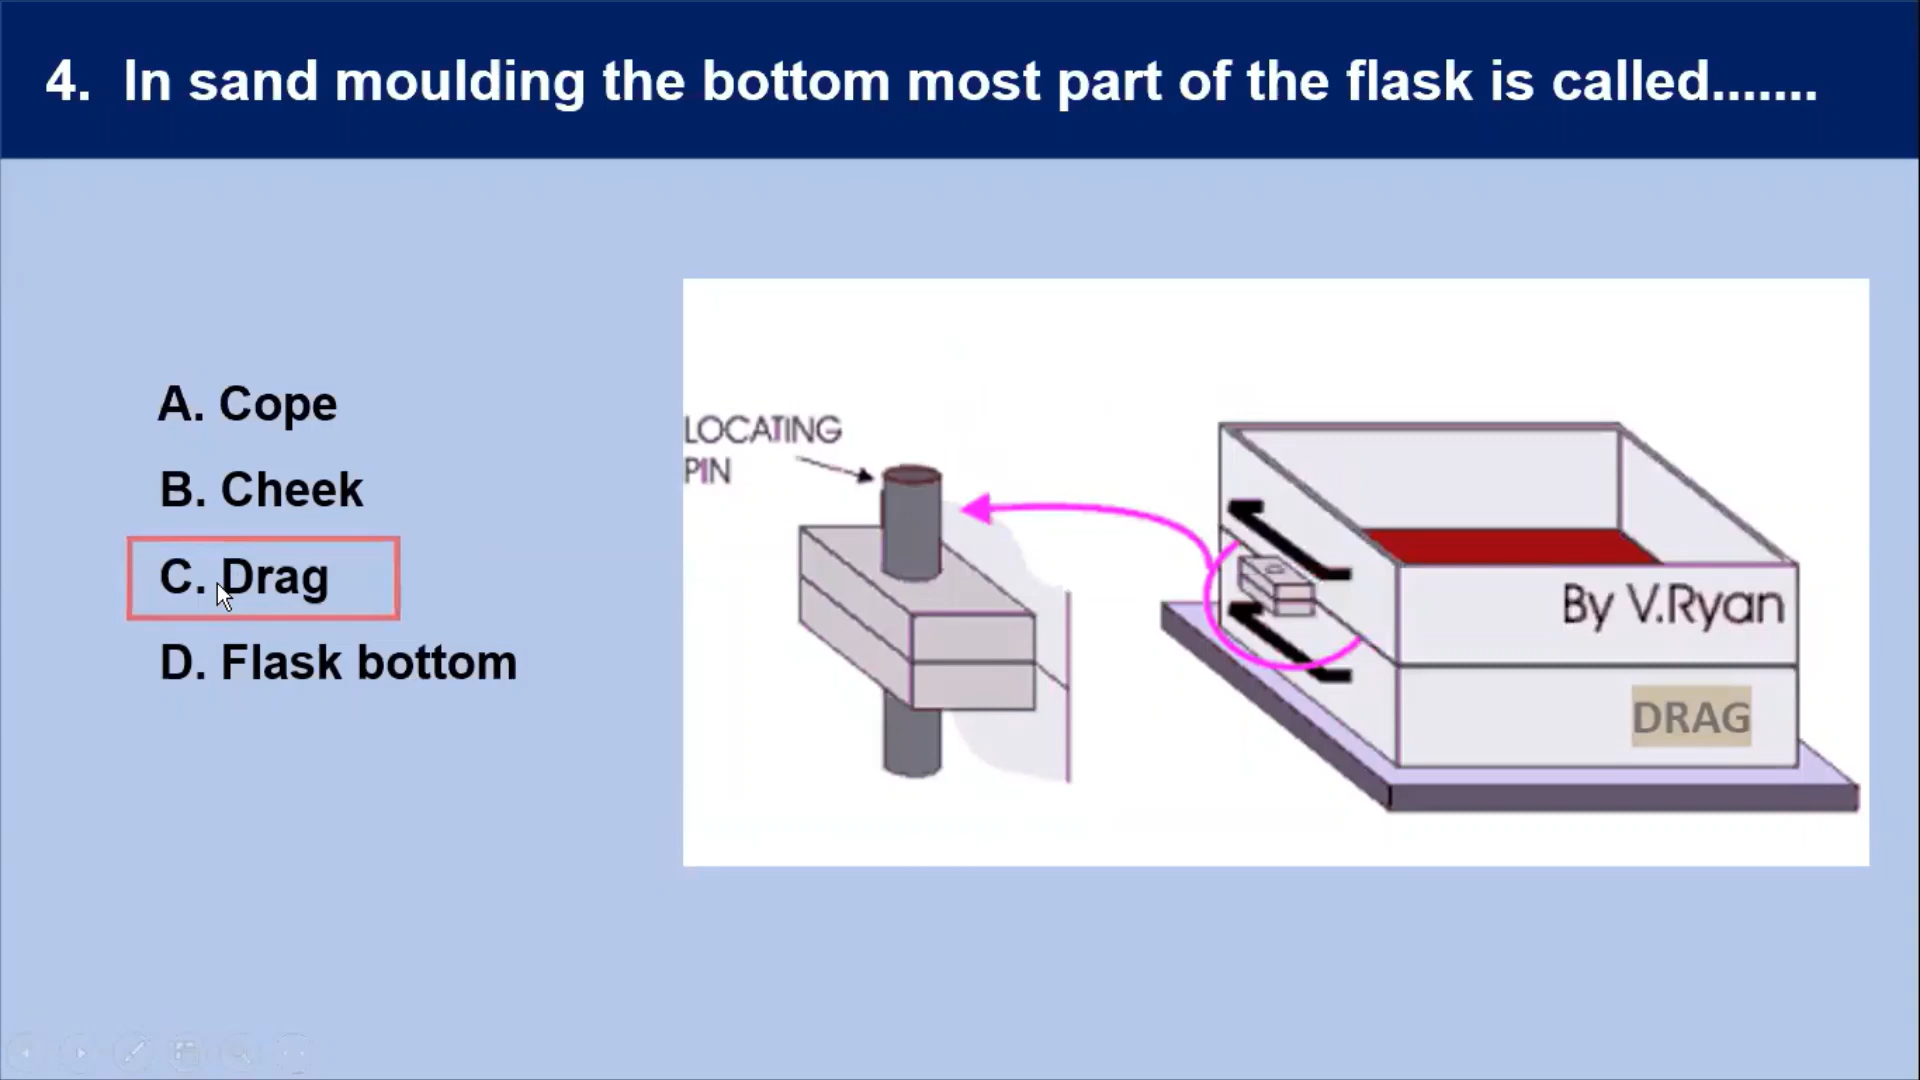 4. In sand moulding the bottom most part of the flask is called.......
A. Cope
B. Cheek
C. Drag
D. Flask bottom
LOCATING
PIN
By V.Ryan
DRAG